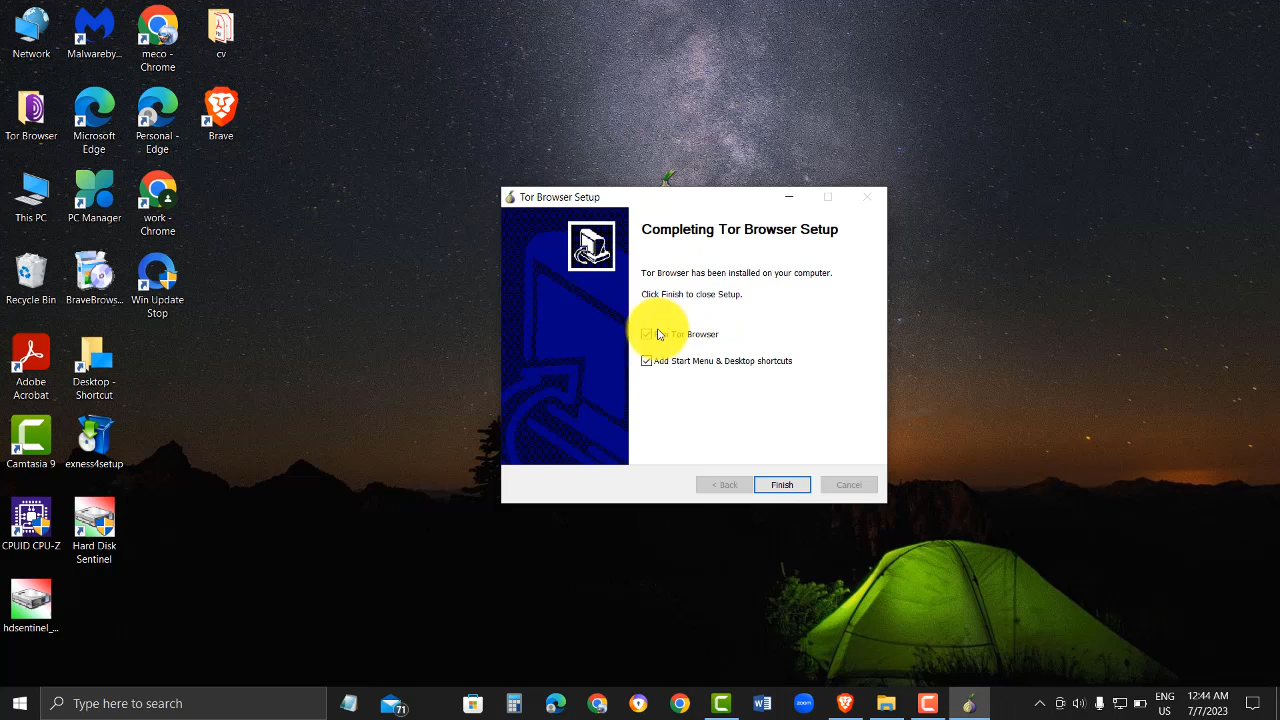 Network
Malwareby...
meco -
Chrome
cv
Tor Browser
Microsoft
Edge
Personal -
Edge
Brave
This PC
PC Manager
work -
Chrome
Recycle Bin
BraveBrows...
Win Update
Stop
Adobe
Acrobat
Desktop -
Shortcut
Camtasia 9
exness4setup
CPUID CPU-Z
Hard Disk
Sentinel
hdsentinel_...
Tor Browser Setup
Completing Tor Browser Setup
Tor Browser has been installed on your computer.
Click Finish to close Setup.
Tor Browser
Add Start Menu & Desktop shortcuts
< Back
Finish
Cancel
Type here to search
71
zoom
ENG
US
12:44 AM
7/7/2023